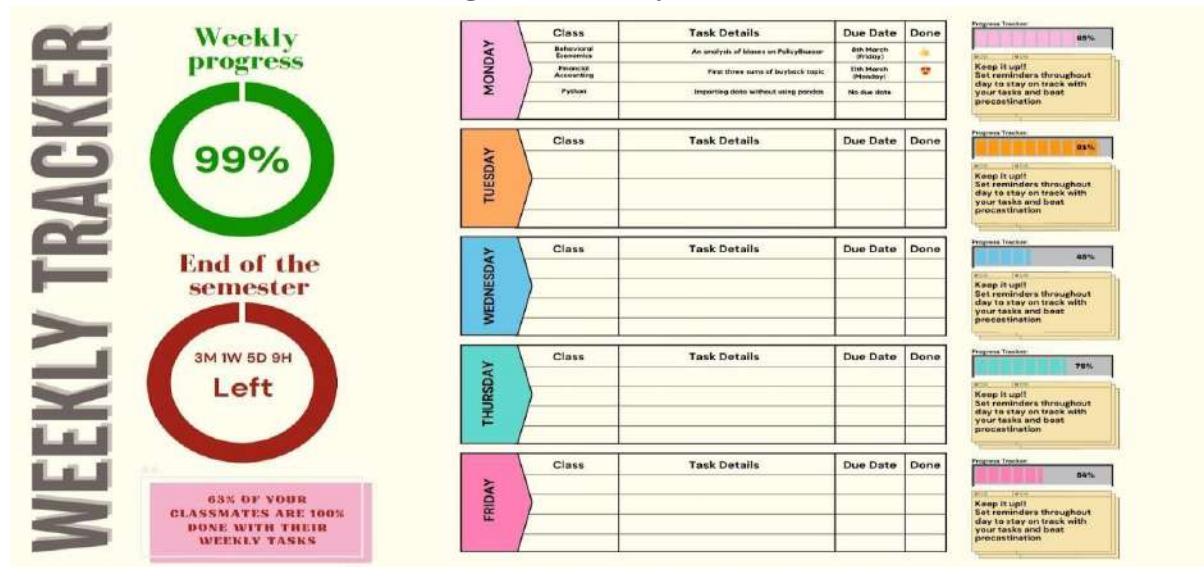 WEEKLY TRACKER
Weekly
progress
99%
End of the
semester
3M 1W 5D 9H
Left
63% OF YOUR
CLASSMATES ARE 100%
DONE WITH THEIR
WEEKLY TASKS
MONDAY
Class Task Details Due Date Done
Behavioral
Economics
An analysis of biases on PolicyBazaar
8th March
(Friday)
Financial
Accounting
First three sums of buyback topic
11th March
(Monday)
Python
Importing data without using pandas
No due date
Progress Tracker:
Keep it up!!
Set reminders throughout
day to stay on track with
your tasks and beat
procastination
TUESDAY
Class Task Details Due Date Done
Progress Tracker:
Keep it up!!
Set reminders throughout
day to stay on track with
your tasks and beat
procastination
WEDNESDAY
Class Task Details Due Date Done
Progress Tracker:
Keep it up!!
Set reminders throughout
day to stay on track with
your tasks and beat
procastination
THURSDAY
Class Task Details Due Date Done
Progress Tracker:
Keep it up!!
Set reminders throughout
day to stay on track with
your tasks and beat
procastination
FRIDAY
Class Task Details Due Date Done
Progress Tracker:
Keep it up!!
Set reminders throughout
day to stay on track with
your tasks and beat
procastination